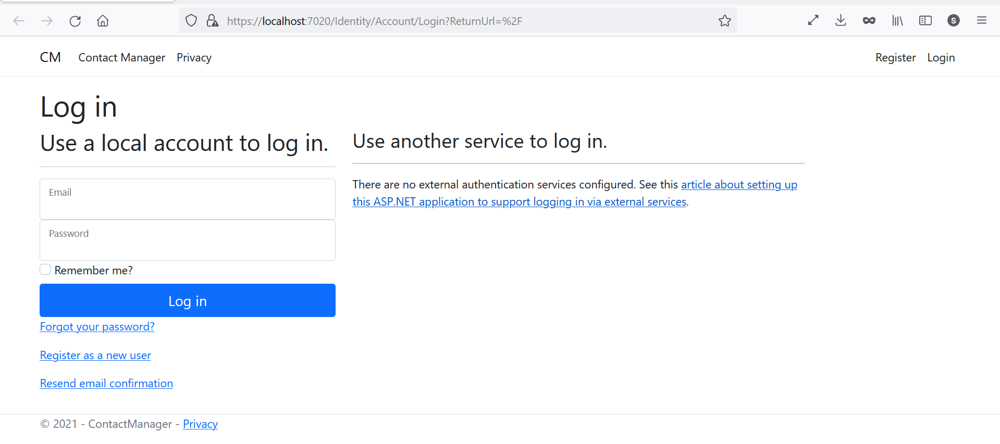 https://localhost:7020/Identity/Account/Login?ReturnUrl=%2F
S
CM Contact Manager Privacy Register Login
Log in
Use a local account to log in.
Email
Password
Remember me?
Log in
Forgot your password?
Register as a new user
Resend email confirmation
Use another service to log in.
There are no external authentication services configured. See this article about setting up
this ASP.NET application to support logging in via external services.
© 2021 - ContactManager - Privacy